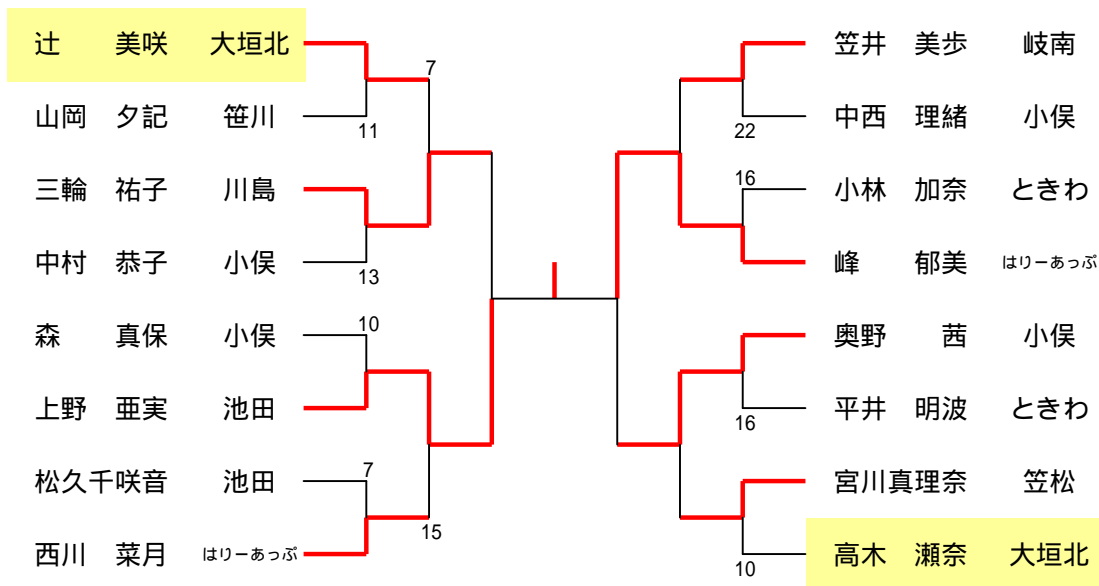 辻 美咲 大垣北
7
山岡 夕記 笹川
11
三輪 祐子 川島
中村 恭子 小俣
13
森 真保 小俣
10
上野 亜実 池田
松久千咲音 池田
7
西川 菜月 はりーあっぷ
15
笠井 美歩 岐南
中西 理緒 小俣
22
小林 加奈 ときわ
16
峰 郁美 はりーあっぷ
奥野 茜 小俣
平井 明波 ときわ
16
宮川真理奈 笠松
高木 瀬奈 大垣北
10